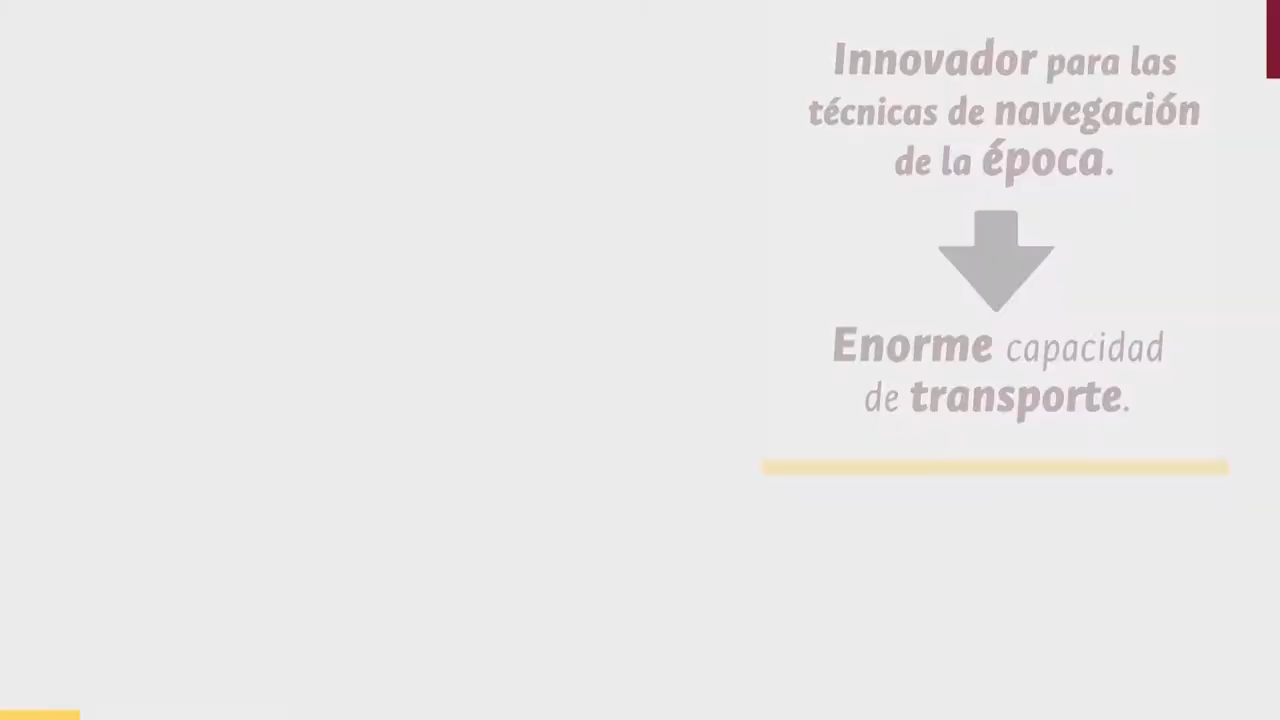 Innovador para las
técnicas de navegación
de la época.
Enorme capacidad
de transporte.